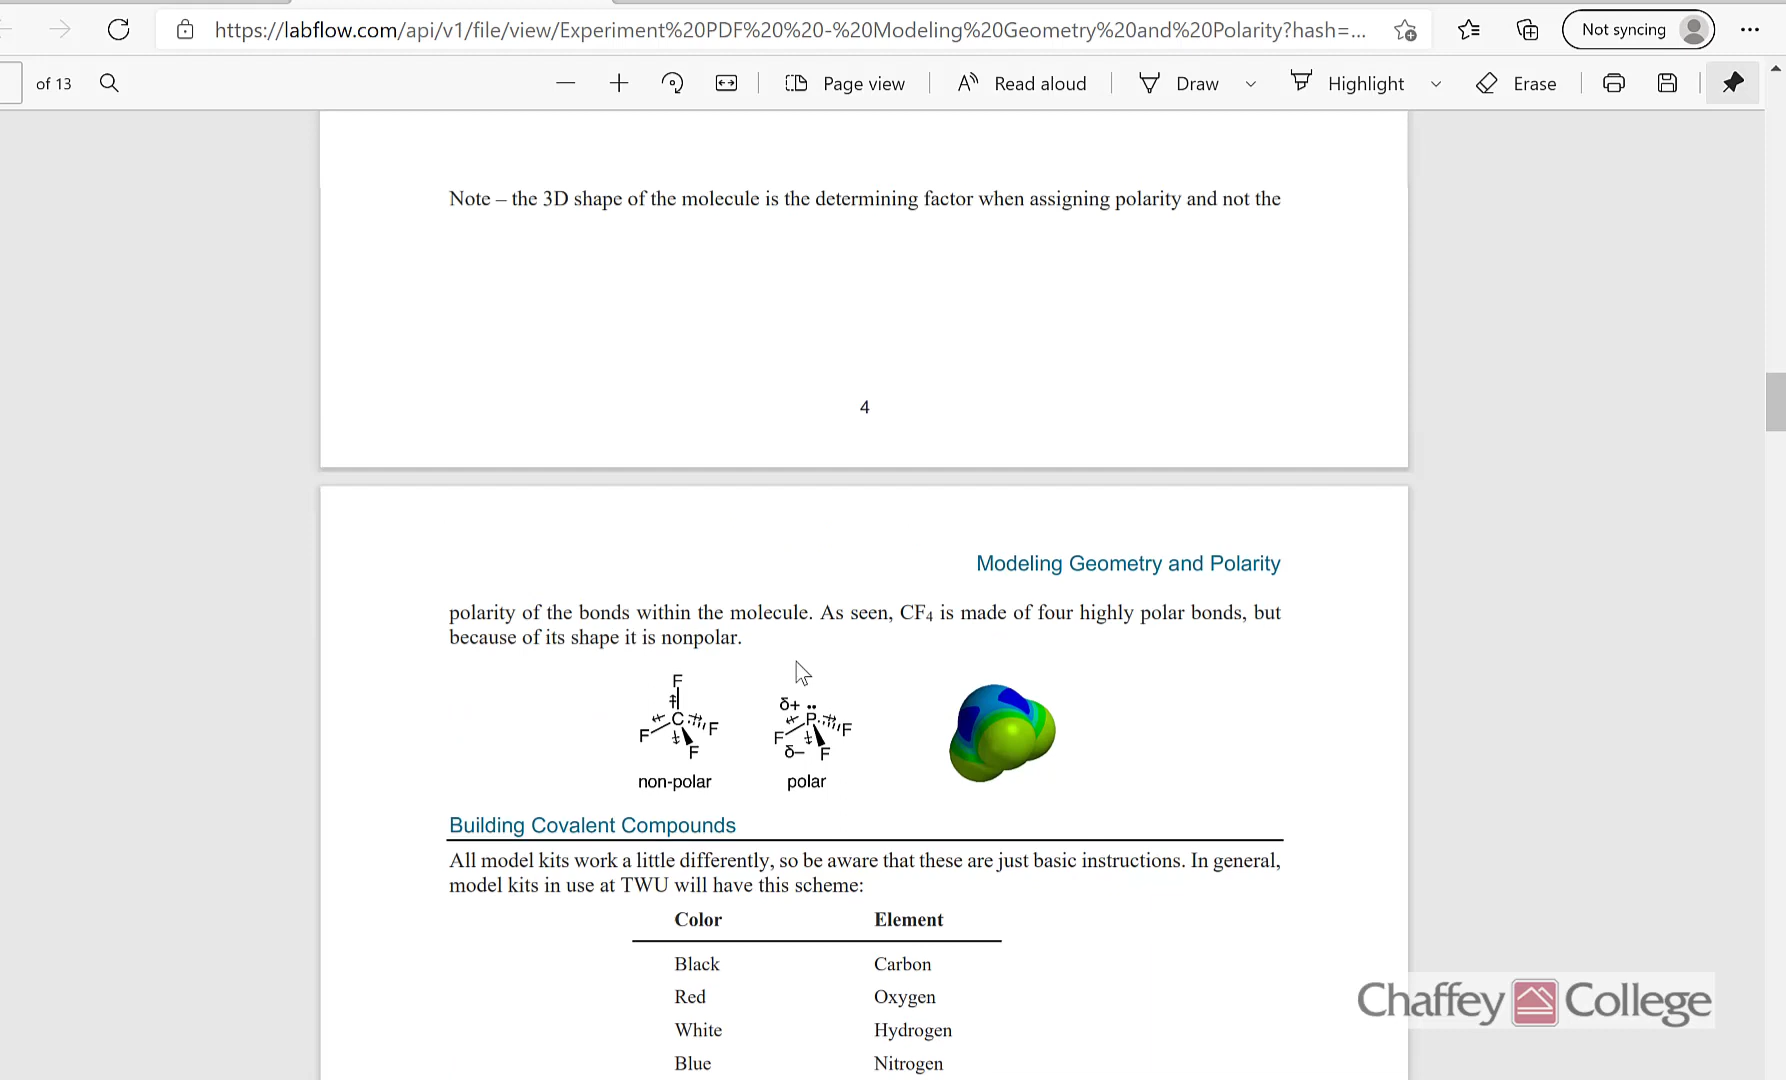 https://labflow.com/api/v1/file/view/Experiment%20PDF%20%20-%20Modeling%20Geometry%20and%20Polarity?hash=...
Not syncing
of 13
Page view
Read aloud
Draw
Highlight
Erase
Note – the 3D shape of the molecule is the determining factor when assigning polarity and not the
4
Modeling Geometry and Polarity
polarity of the bonds within the molecule. As seen, CF4 is made of four highly polar bonds, but
because of its shape it is nonpolar.
F
C
F
F
F
non-polar
δ+
P
F
F
δ–
F
polar
Building Covalent Compounds
All model kits work a little differently, so be aware that these are just basic instructions. In general,
model kits in use at TWU will have this scheme:
Color Element
Black Carbon
Red Oxygen
White Hydrogen
Blue Nitrogen
Chaffey College